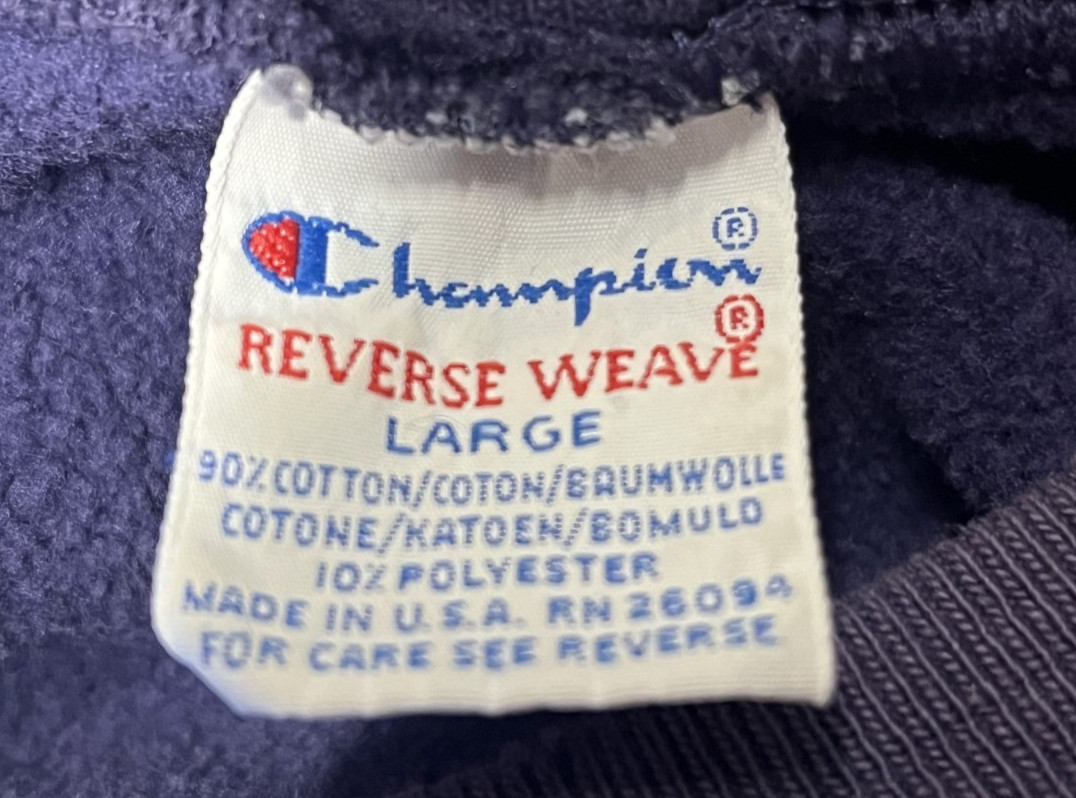 Champion®
REVERSE WEAVE®
LARGE
90% COTTON/COTON/BAUMWOLLE
COTONE/KATOEN/BOMULD
10% POLYESTER
MADE IN U.S.A. RN 26094
FOR CARE SEE REVERSE